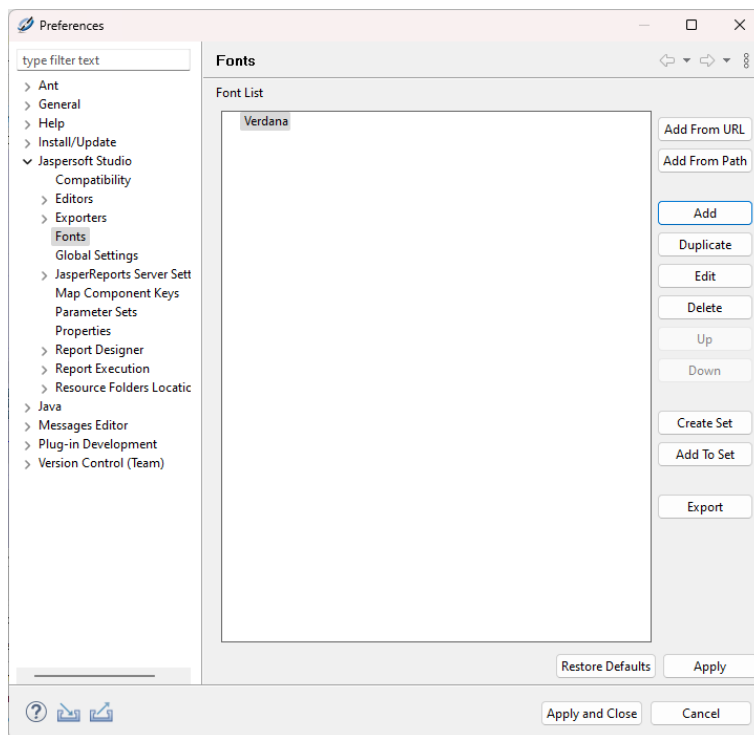 Preferences
type filter text
Ant
General
Help
Install/Update
Jaspersoft Studio
Compatibility
Editors
Exporters
Fonts
Global Settings
JasperReports Server Sett
Map Component Keys
Parameter Sets
Properties
Report Designer
Report Execution
Resource Folders Locatic
Java
Messages Editor
Plug-in Development
Version Control (Team)
Fonts
Font List
Verdana
Add From URL
Add From Path
Add
Duplicate
Edit
Delete
Up
Down
Create Set
Add To Set
Export
Restore Defaults
Apply
Apply and Close
Cancel